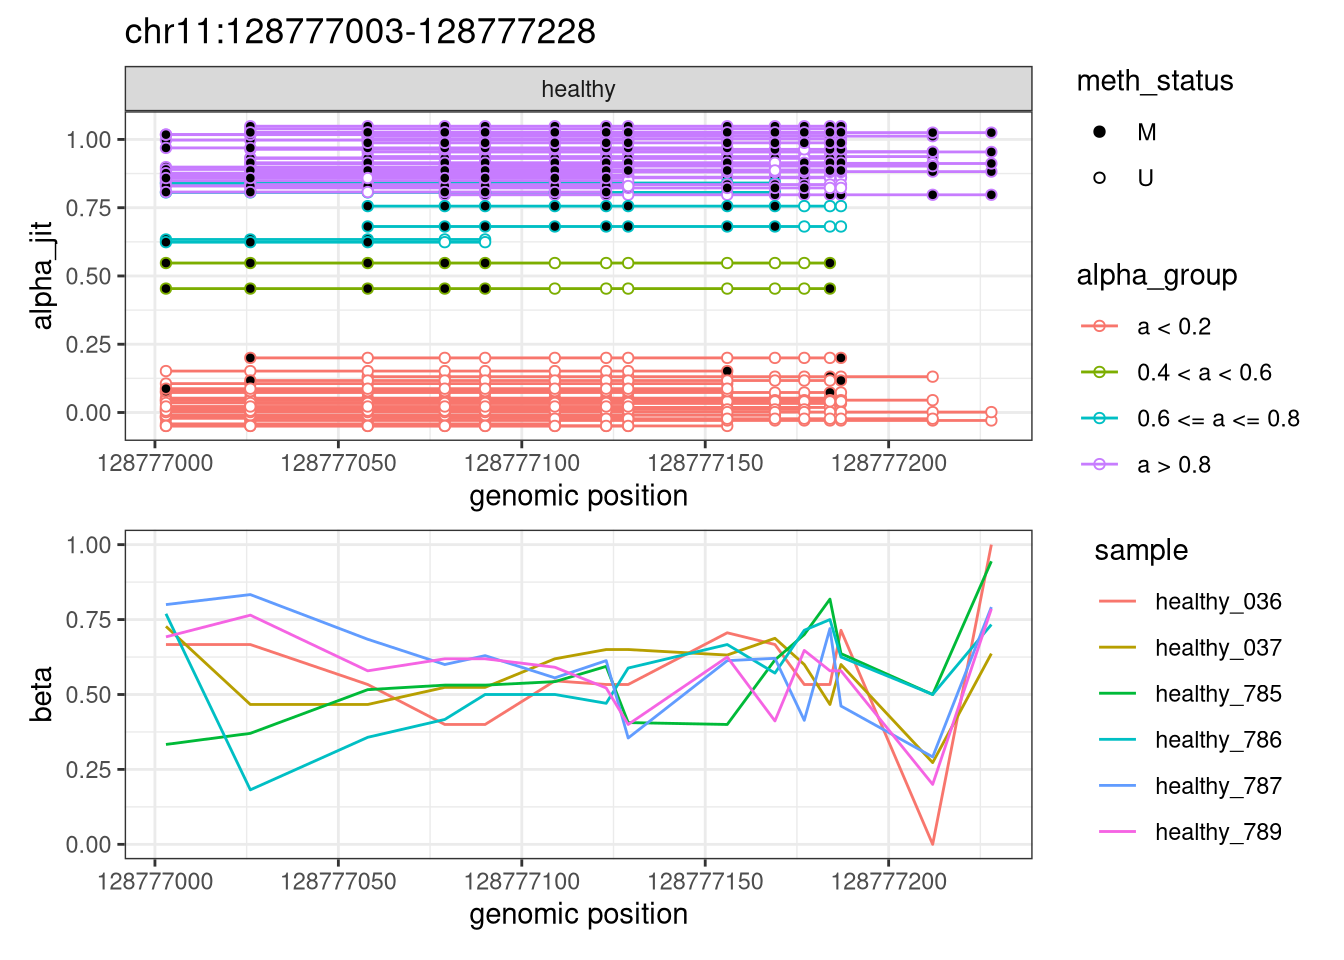 chr11:128777003-128777228
healthy
1.00
0.75
0.50
0.25
0.00
alpha_jit
128777000 128777050 128777100 128777150 128777200
genomic position
meth_status
M
U
alpha_group
a < 0.2
0.4 < a < 0.6
0.6 <= a <= 0.8
a > 0.8
1.00
0.75
0.50
0.25
0.00
beta
128777000 128777050 128777100 128777150 128777200
genomic position
sample
healthy_036
healthy_037
healthy_785
healthy_786
healthy_787
healthy_789